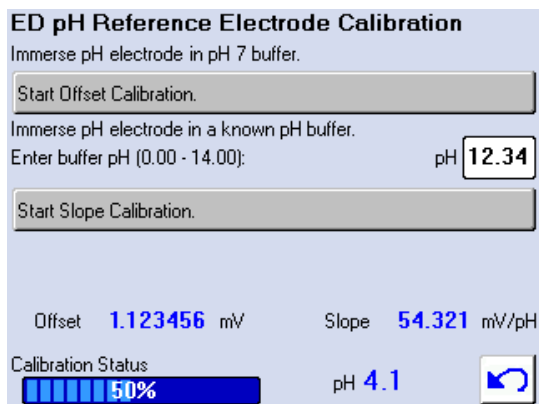 ED pH Reference Electrode Calibration
Immerse pH electrode in pH 7 buffer.
Start Offset Calibration.
Immerse pH electrode in a known pH buffer.
Enter buffer pH (0.00 - 14.00): pH 12.34
Start Slope Calibration.
Offset 1.123456 mV Slope 54.321 mV/pH
Calibration Status
50% pH 4.1